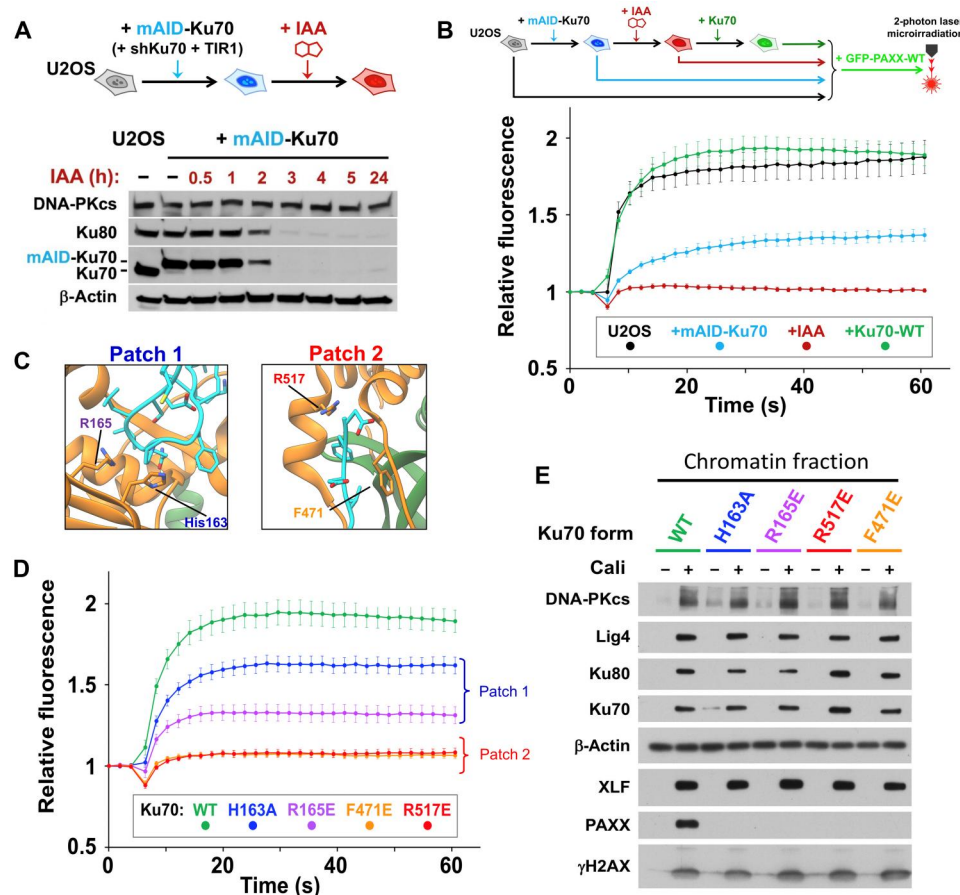 A
+ mAID-Ku70
(+ shKu70 + TIR1)
+ IAA
U2OS
U2OS
+ mAID-Ku70
IAA (h):
– – 0.5 1 2 3 4 5 24
DNA-PKcs
Ku80
mAID-Ku70
Ku70
β-Actin
B
+ mAID-Ku70
+ IAA
+ Ku70
U2OS
2-photon laser
microirradiation
+ GFP-PAXX-WT
Relative fluorescence
2
1.5
1
0.5
0 20 40 60
Time (s)
U2OS +mAID-Ku70 +IAA +Ku70-WT
C
Patch 1
R165
His163
Patch 2
R517
F471
D
Relative fluorescence
2
1.5
1
0.5
0 20 40 60
Time (s)
Patch 1
Patch 2
Ku70: WT H163A R165E F471E R517E
E
Chromatin fraction
Ku70 form
WT H163A R165E R517E F471E
Cali – + – + – + – + – +
DNA-PKcs
Lig4
Ku80
Ku70
β-Actin
XLF
PAXX
γH2AX